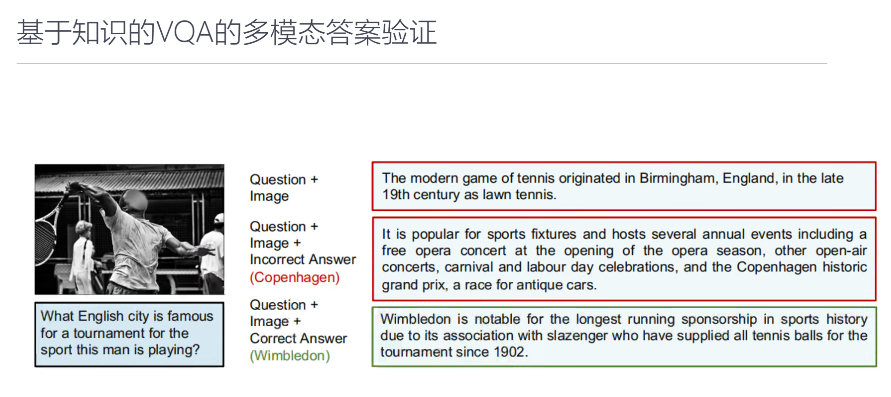 基于知识的VQA的多模态答案验证
Question +
Image
The modern game of tennis originated in Birmingham, England, in the late
19th century as lawn tennis.
Question +
Image +
Incorrect Answer
(Copenhagen)
It is popular for sports fixtures and hosts several annual events including a
free opera concert at the opening of the opera season, other open-air
concerts, carnival and labour day celebrations, and the Copenhagen historic
grand prix, a race for antique cars.
What English city is famous
for a tournament for the
sport this man is playing?
Question +
Image +
Correct Answer
(Wimbledon)
Wimbledon is notable for the longest running sponsorship in sports history
due to its association with slazenger who have supplied all tennis balls for the
tournament since 1902.